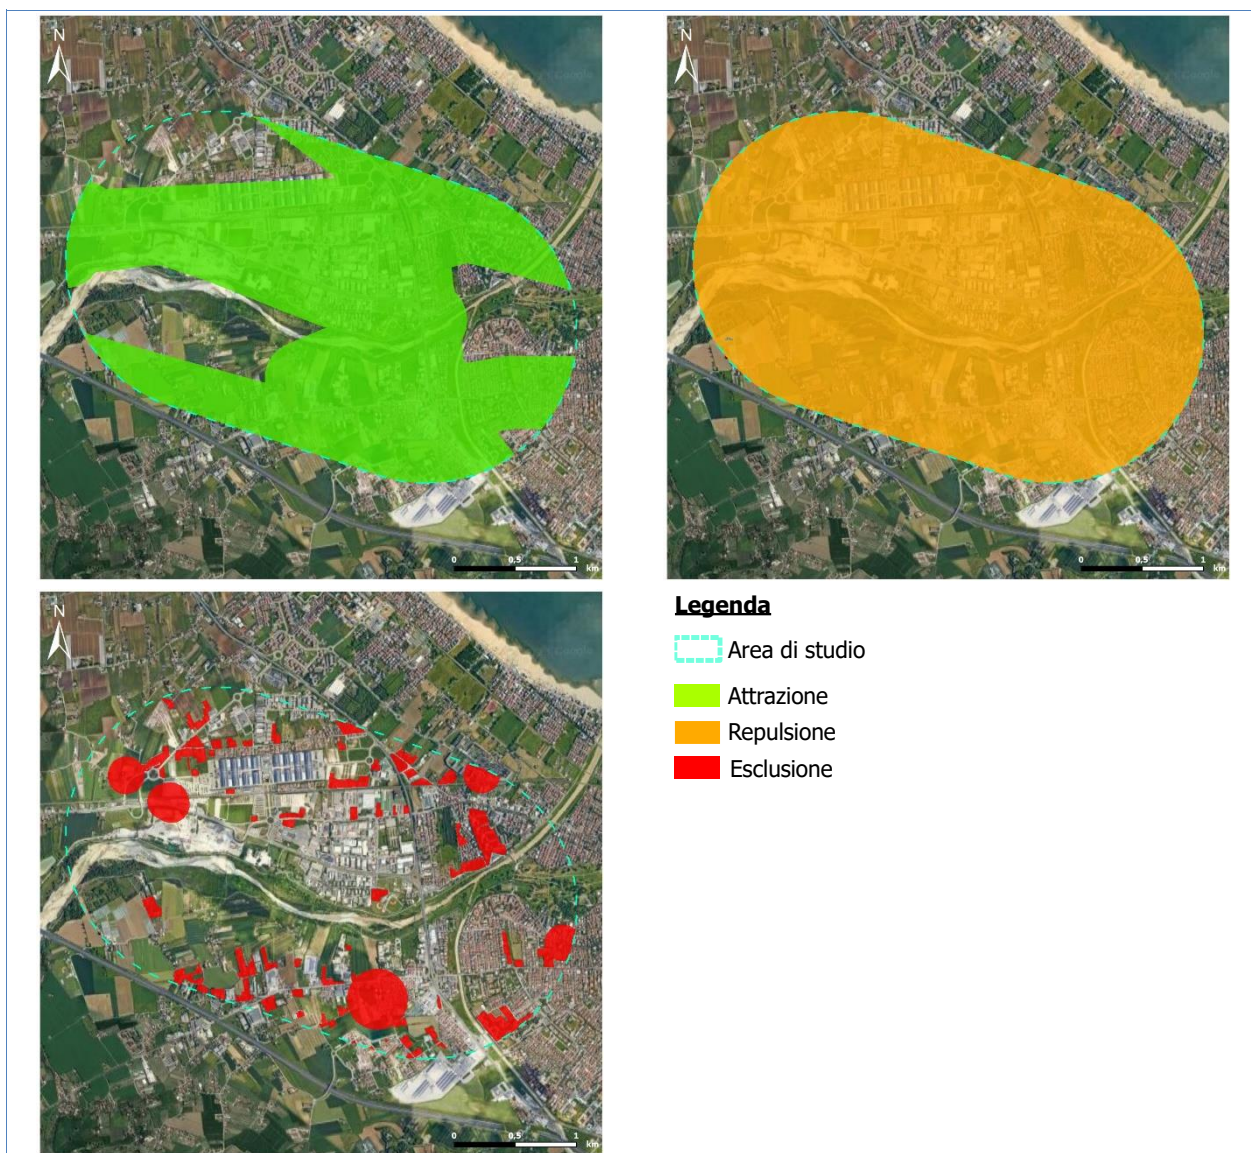 N
N
0 0.5 1
km
0 0.5 1
km
N
Legenda
Area di studio
Attrazione
Repulsione
Esclusione
0 0.5 1
km